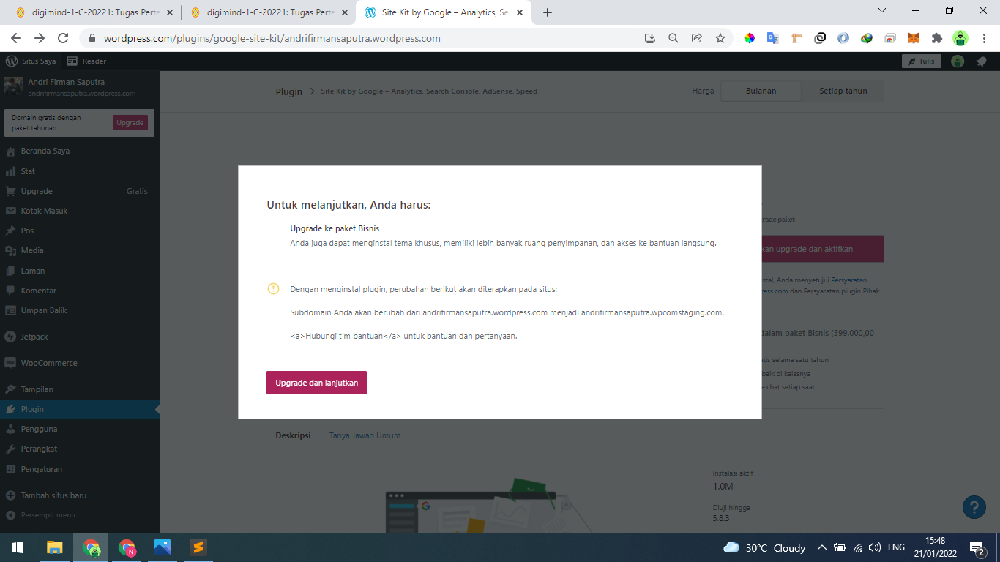 digimind-1-C-20221: Tugas Perte
digimind-1-C-20221: Tugas Perte
Site Kit by Google – Analytics, Se
wordpress.com/plugins/google-site-kit/andrifirmansaputra.wordpress.com
Situs Saya
Reader
Tulis
Andri Firman Saputra
andrifirmansaputra.wordpress.com
Domain gratis dengan
paket tahunan
Upgrade
Beranda Saya
Stat
Upgrade
Gratis
Kotak Masuk
Pos
Media
Laman
Komentar
Umpan Balik
Jetpack
WooCommerce
Tampilan
Plugin
Pengguna
Perangkat
Pengaturan
Tambah situs baru
Persempit menu
Plugin
Site Kit by Google – Analytics, Search Console, AdSense, Speed
Harga
Bulanan
Setiap tahun
Untuk melanjutkan, Anda harus:
Upgrade ke paket Bisnis
Anda juga dapat menginstal tema khusus, memiliki lebih banyak ruang penyimpanan, dan akses ke bantuan langsung.
Dengan menginstal plugin, perubahan berikut akan diterapkan pada situs:
Subdomain Anda akan berubah dari andrifirmansaputra.wordpress.com menjadi andrifirmansaputra.wpcomstaging.com.
<a>Hubungi tim bantuan</a> untuk bantuan dan pertanyaan.
Upgrade dan lanjutkan
rade paket
kan upgrade dan aktifkan
stal, Anda menyetujui Persyaratan
ress.com dan Persyaratan plugin Pihak
dalam paket Bisnis (399.000,00
tis selama satu tahun
baik di kelasnya
e chat setiap saat
Deskripsi
Tanya Jawab Umum
Instalasi aktif
1.0M
Diuji hingga
5.8.3
30°C Cloudy
ENG
15:48
21/01/2022
2